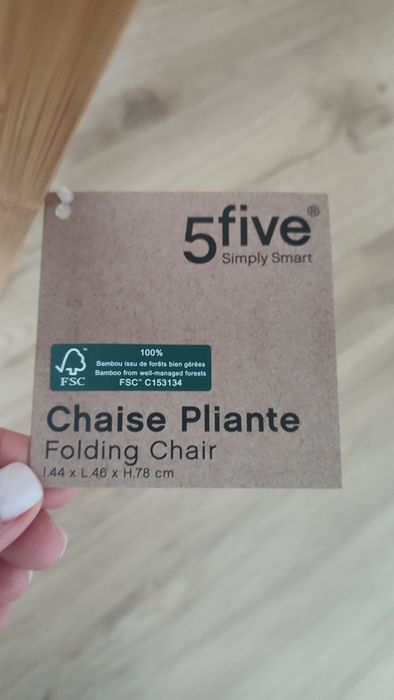 5five®
Simply Smart
100%
Bambou issu de forêts bien gérées
Bamboo from well-managed forests
FSC™ C153134
FSC
Chaise Pliante
Folding Chair
l.44 x L.46 x H.78 cm